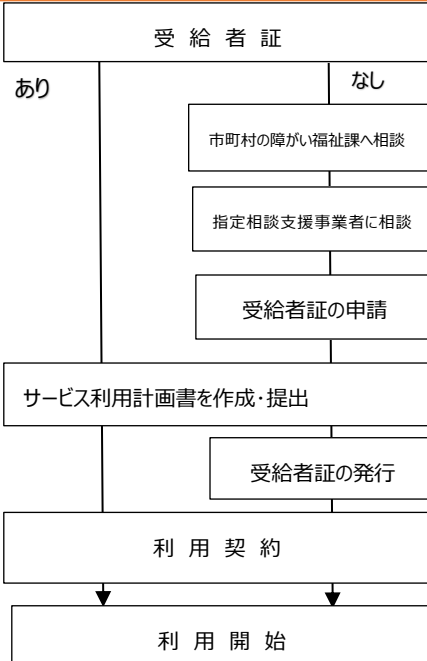 受 給 者 証
あり
なし
市町村の障がい福祉課へ相談
指定相談支援事業者に相談
受給者証の申請
サービス利用計画書を作成・提出
受給者証の発行
利 用 契 約
利 用 開 始